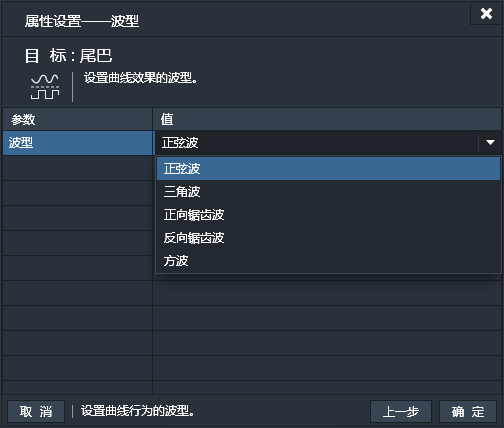 属性设置——波型
目 标：尾巴
设置曲线效果的波型。
参数 值
波型 正弦波
正弦波
三角波
正向锯齿波
反向锯齿波
方波
取 消 设置曲线行为的波型。 上一步 确 定